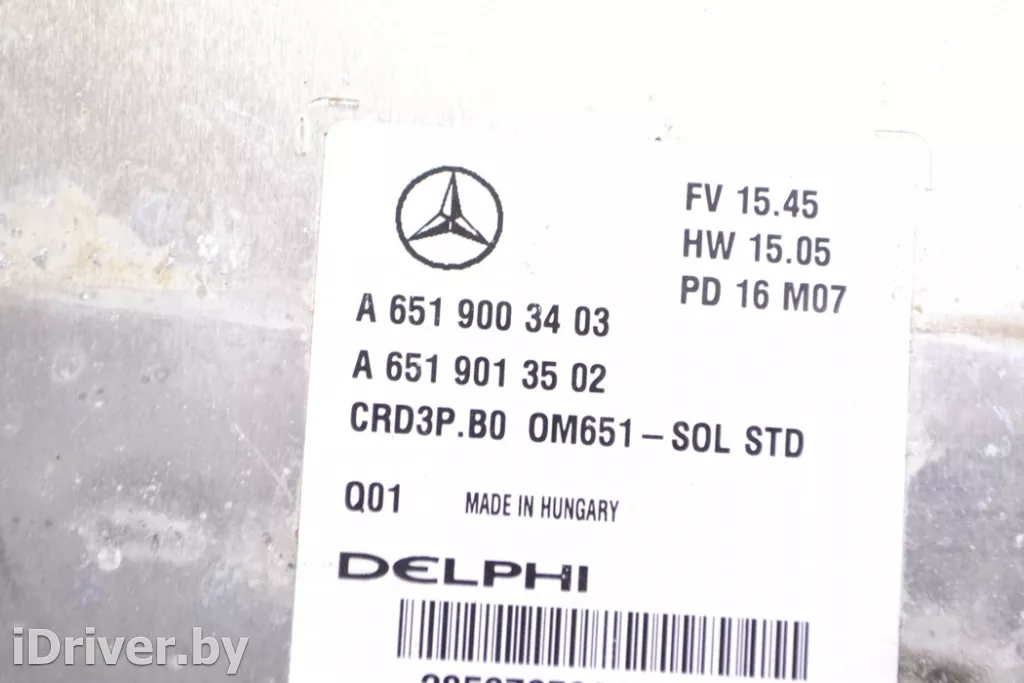 FV 15.45
HW 15.05
PD 16 M07
A 651 900 34 03
A 651 901 35 02
CRD3P.B0 OM651-SOL STD
Q01 MADE IN HUNGARY
DELPHI
iDriver.by